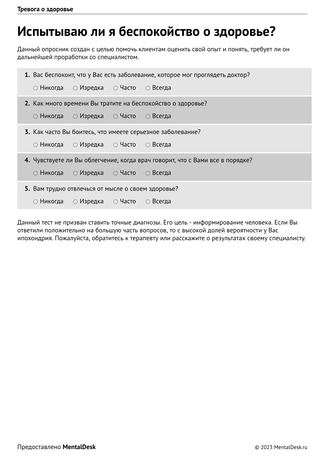 Тревога о здоровье
Испытываю ли я беспокойство о здоровье?
Данный опросник создан с целью помочь клиентам оценить свой опыт и понять, требует ли он
дальнейшей проработки со специалистом.
1. Вас беспокоит, что у Вас есть заболевание, которое мог проглядеть доктор?
Никогда Изредка Часто Всегда
2. Как много времени Вы тратите на беспокойство о здоровье?
Никогда Изредка Часто Всегда
3. Как часто Вы боитесь, что имеете серьезное заболевание?
Никогда Изредка Часто Всегда
4. Чувствуете ли Вы облегчение, когда врач говорит, что с Вами все в порядке?
Никогда Изредка Часто Всегда
5. Вам трудно отвлечься от мысле о своем здоровье?
Никогда Изредка Часто Всегда
Данный тест не призван ставить точные диагнозы. Его цель - информирование человека. Если Вы
ответили положительно на большую часть вопросов, то с высокой долей вероятности у Вас
ипохондрия. Пожалуйста, обратитесь к терапевту или расскажите о результатах своему специалисту.
Предоставлено MentalDesk
© 2023 MentalDesk.ru